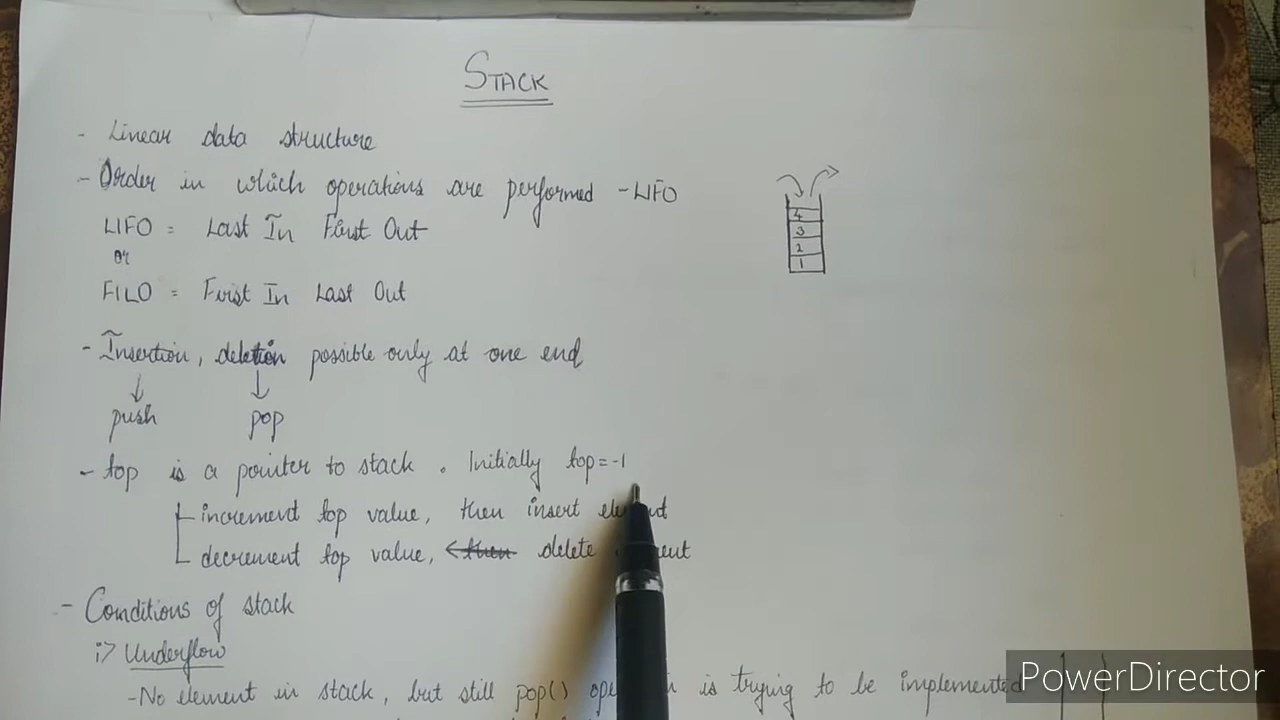 STACK
- Linear data structure
- Order in which operations are performed - LIFO
LIFO = Last In First Out
or
FILO = First In Last Out
4
3
2
1
- Insertion, deletion possible only at one end
push pop
- top is a pointer to stack. Initially top=-1
increment top value, then insert
decrement top value, then delete
- Conditions of stack
i> Underflow
- No element in stack, but still pop() is trying to be implemented
PowerDirector